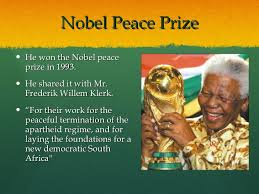 Nobel Peace Prize
He won the Nobel peace
prize in 1993.
He shared it with Mr.
Frederik Willem Klerk.
"For their work for the
peaceful termination of the
apartheid regime, and for
laying the foundations for a
new democratic South
Africa"